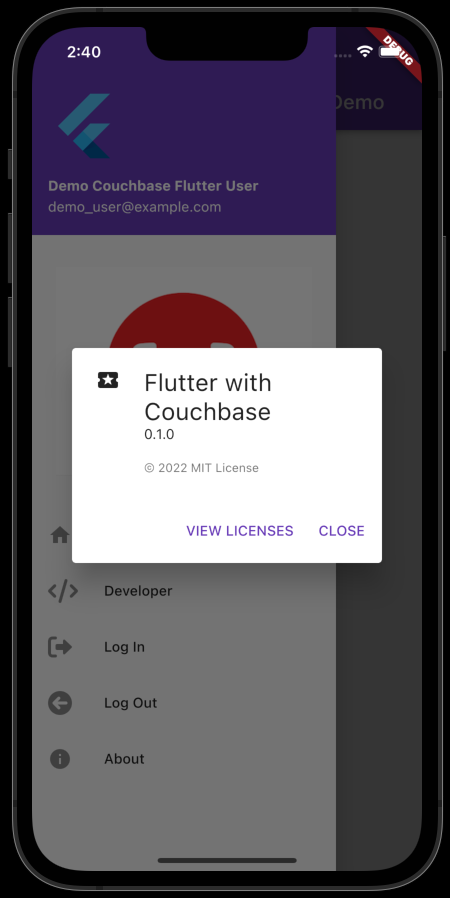 2:40
DEBUG
Demo
Demo Couchbase Flutter User
demo_user@example.com
Flutter with
Couchbase
0.1.0
© 2022 MIT License
VIEW LICENSES
CLOSE
Developer
Log In
Log Out
About